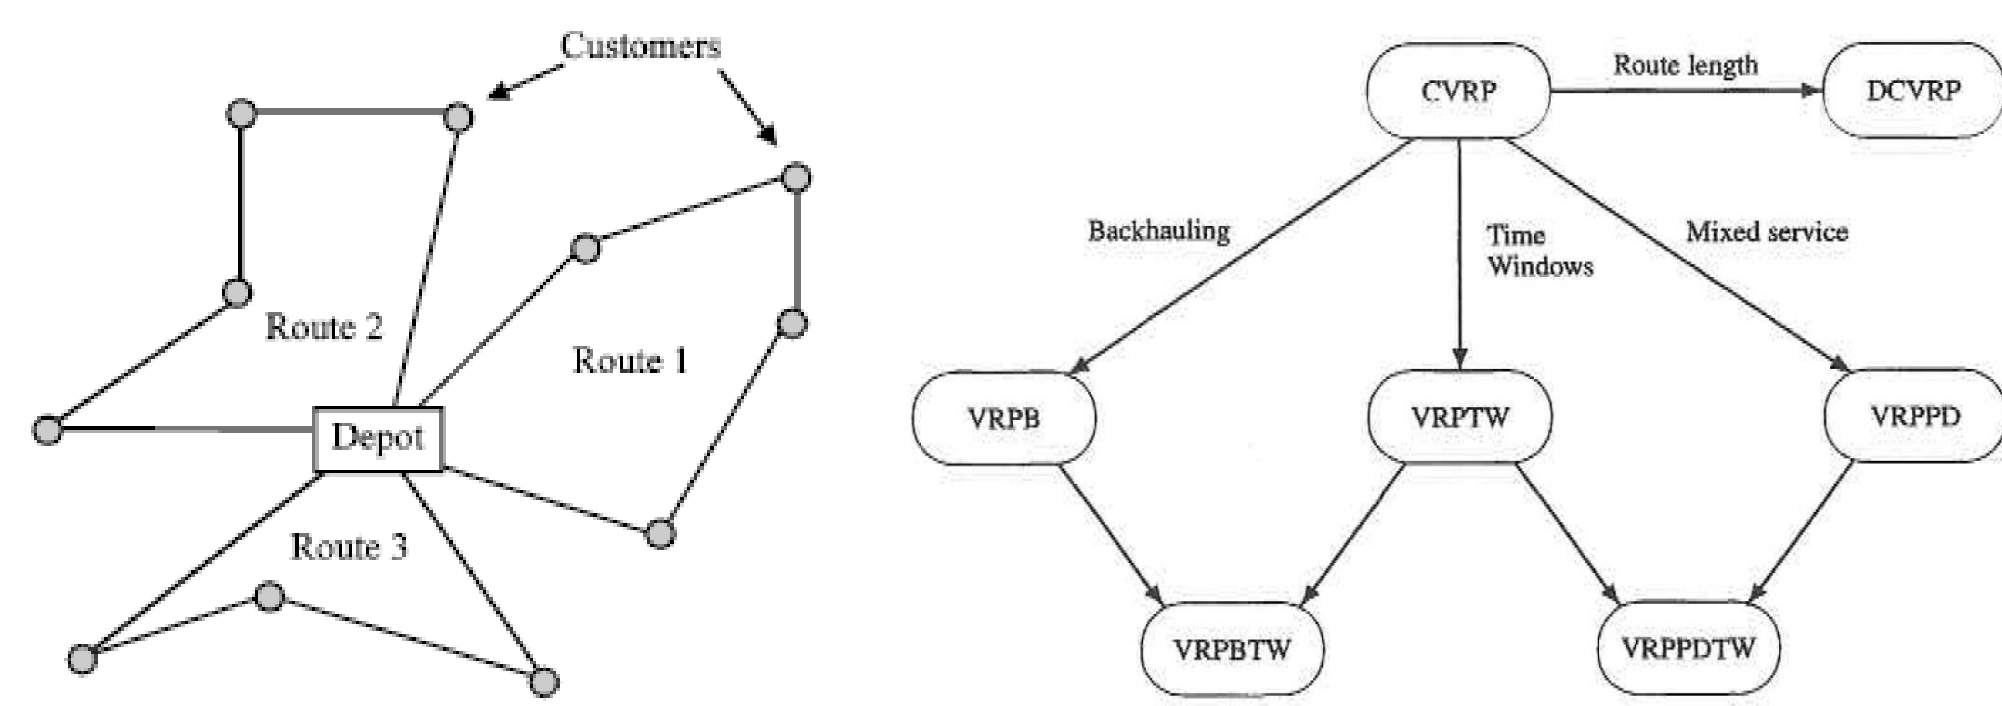 Customers
Route 2
Route 1
Depot
Route 3
CVRP
Route length
DCVRP
Backhauling
Time
Windows
Mixed service
VRPB
VRPTW
VRPPD
VRPBTW
VRPPDTW